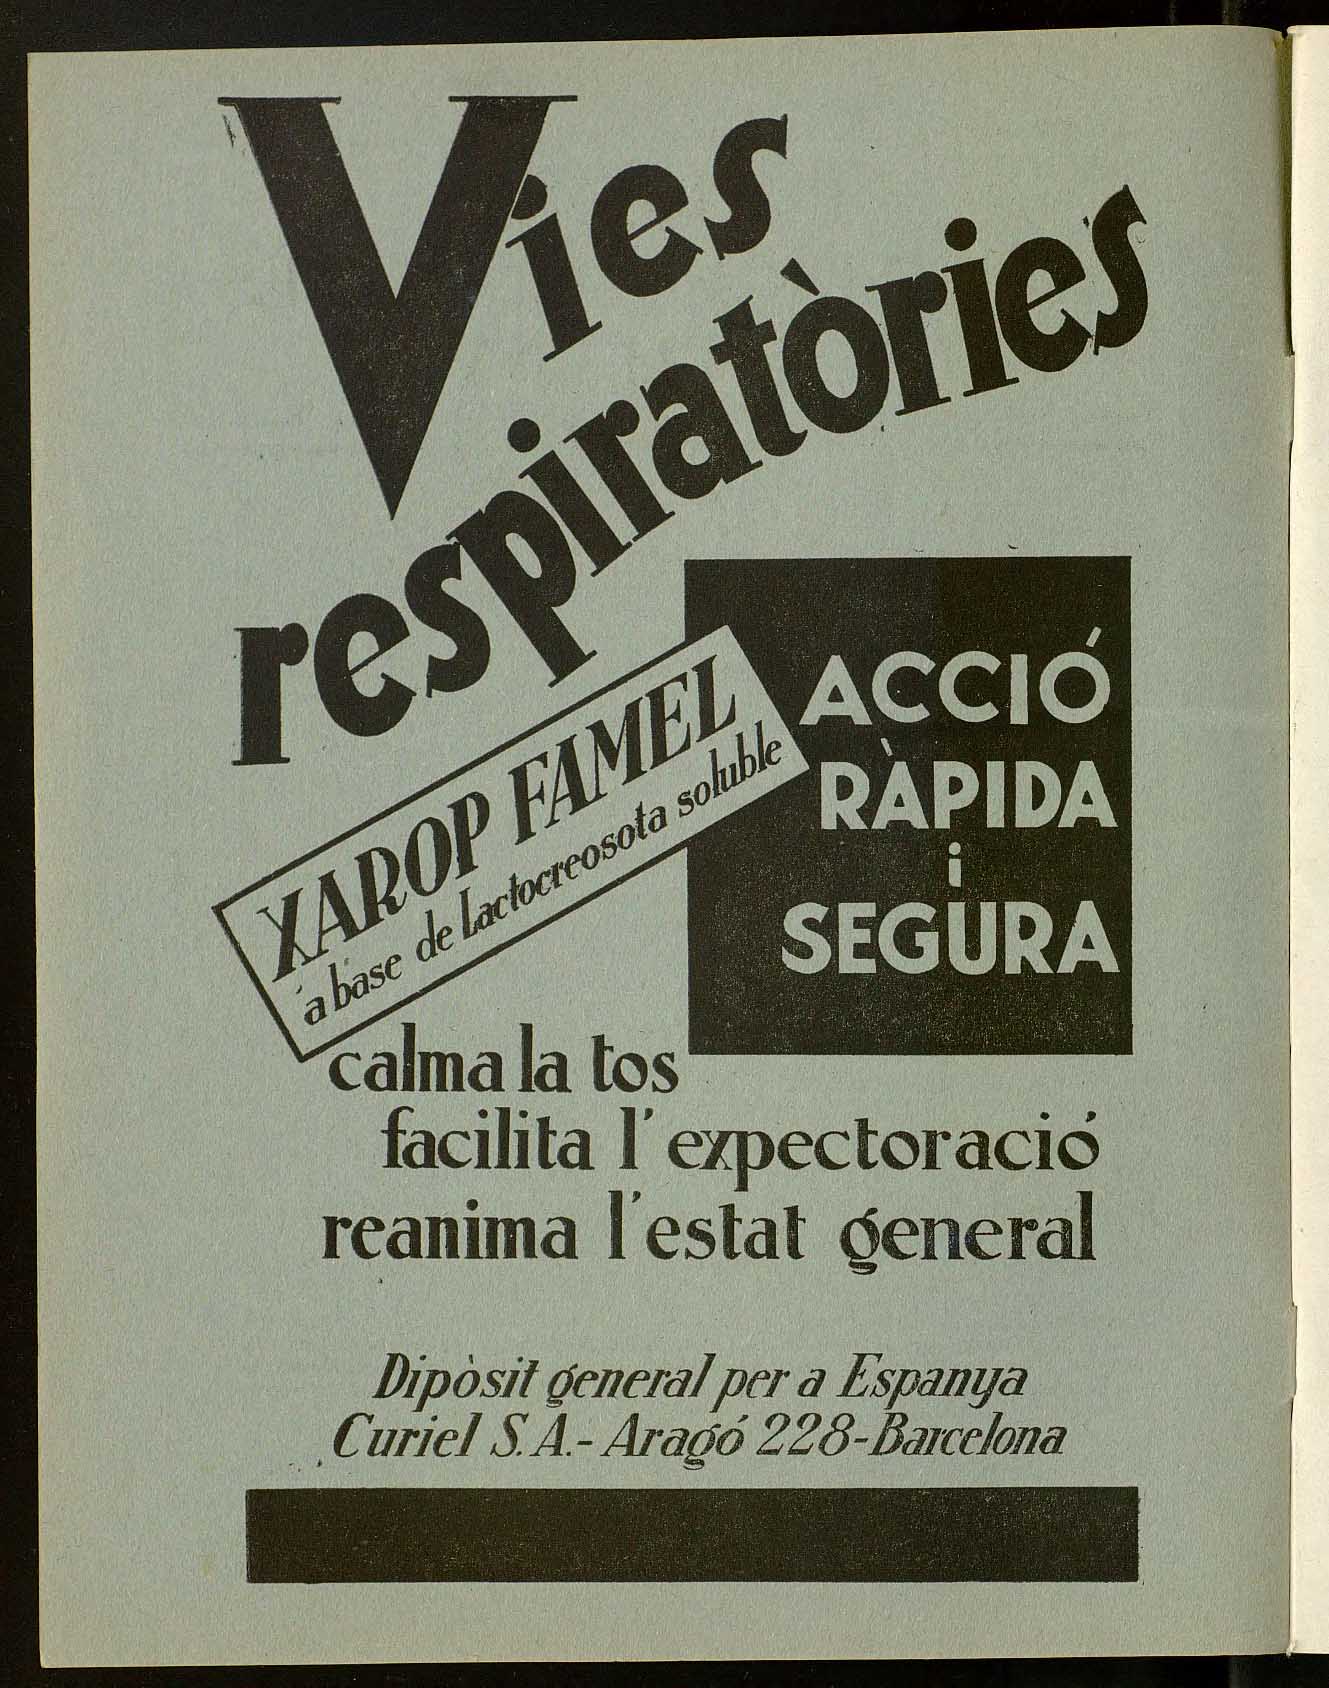 Vies
respiratòries
XAROP FAMEL
a base de Lactocreosota soluble
ACCIÓ
RÀPIDA
i
SEGURA
calma la tos
facilita l'expectoració
reanima l'estat general
Dipòsit general per a Espanya
Curiel S.A.-Aragó 228-Barcelona